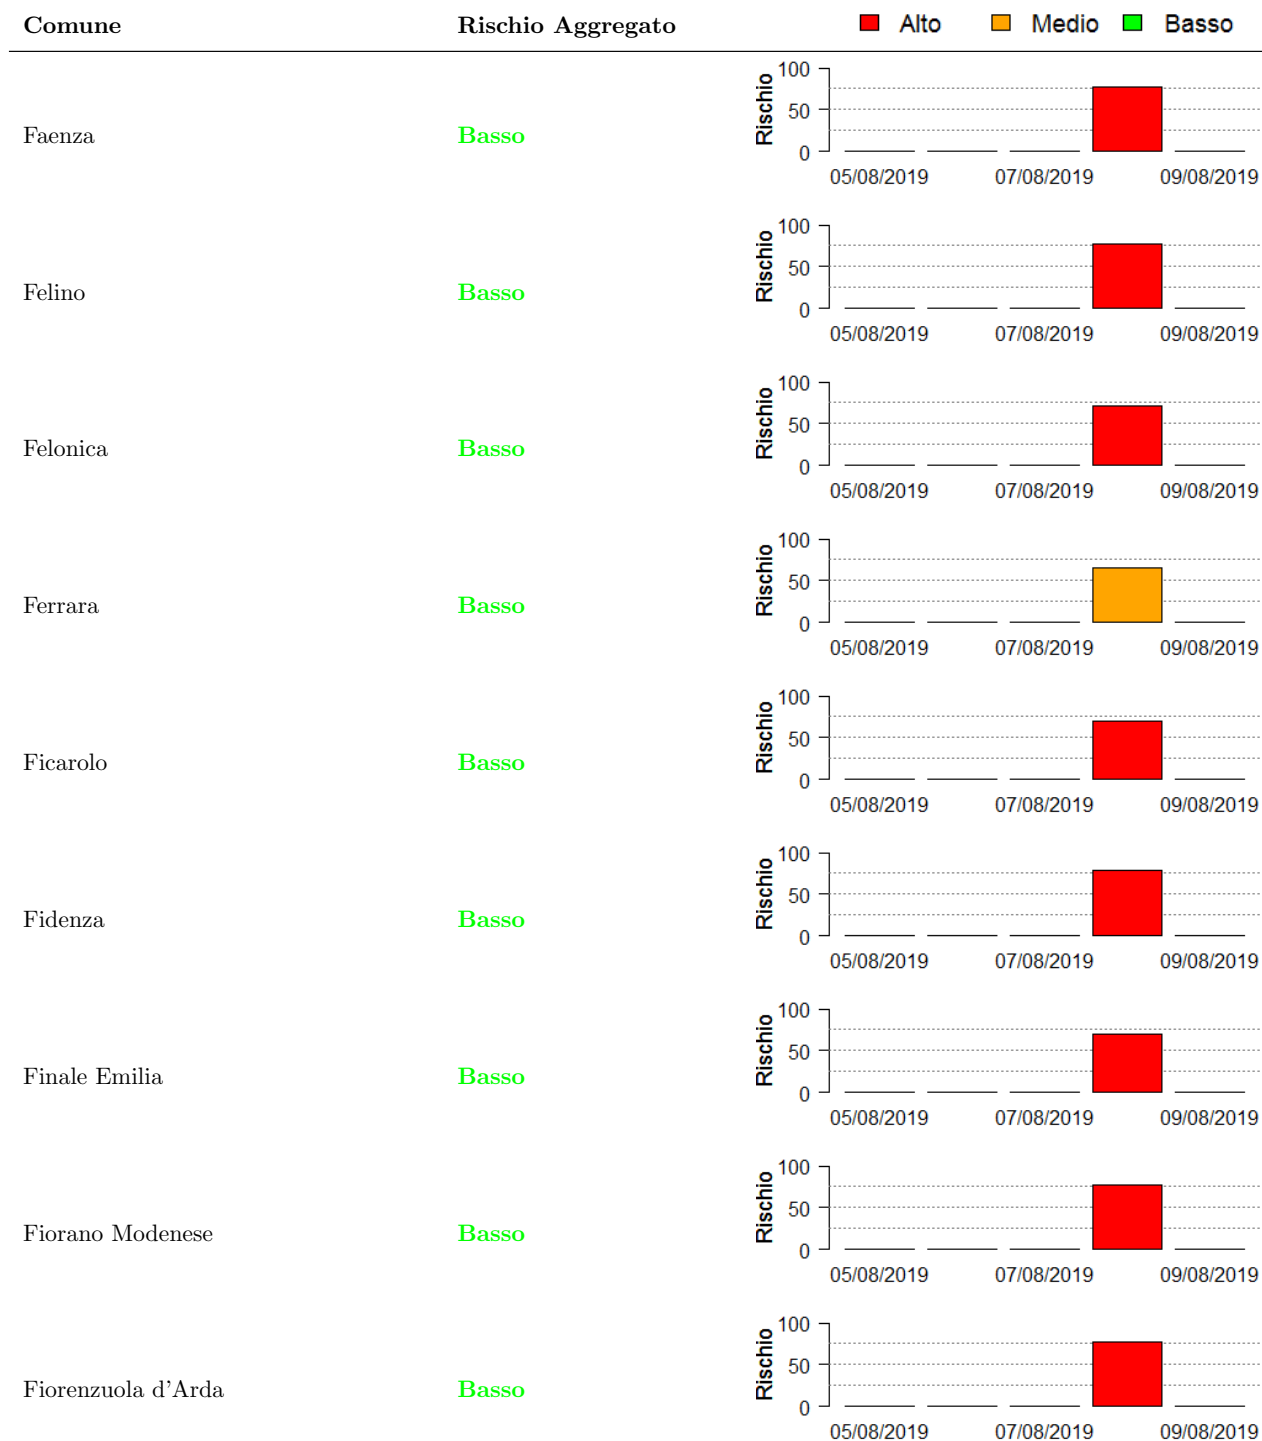 Comune Rischio Aggregato Alto Medio Basso
100
50
0
Rischio
Faenza Basso
05/08/2019 07/08/2019 09/08/2019
100
50
0
Rischio
Felino Basso
05/08/2019 07/08/2019 09/08/2019
100
50
0
Rischio
Felonica Basso
05/08/2019 07/08/2019 09/08/2019
100
50
0
Rischio
Ferrara Basso
05/08/2019 07/08/2019 09/08/2019
100
50
0
Rischio
Ficarolo Basso
05/08/2019 07/08/2019 09/08/2019
100
50
0
Rischio
Fidenza Basso
05/08/2019 07/08/2019 09/08/2019
100
50
0
Rischio
Finale Emilia Basso
05/08/2019 07/08/2019 09/08/2019
100
50
0
Rischio
Fiorano Modenese Basso
05/08/2019 07/08/2019 09/08/2019
100
50
0
Rischio
Fiorenzuola d'Arda Basso
05/08/2019 07/08/2019 09/08/2019